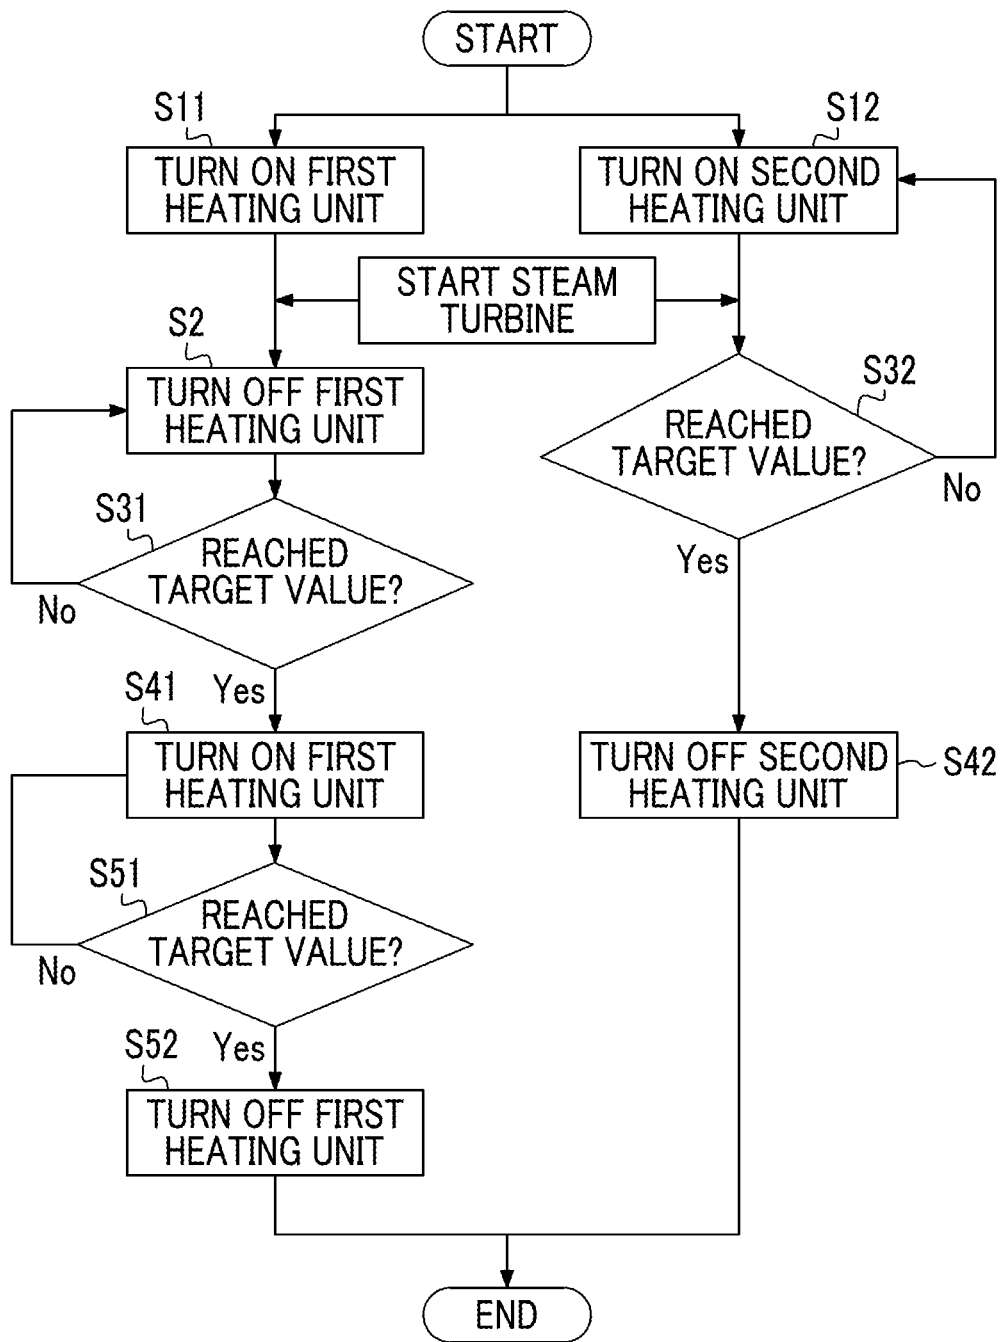 START
S11
S12
TURN ON FIRST
HEATING UNIT
TURN ON SECOND
HEATING UNIT
START STEAM
TURBINE
S2
TURN OFF FIRST
HEATING UNIT
S32
REACHED
TARGET VALUE?
No
Yes
S31
REACHED
TARGET VALUE?
No
Yes
S41
TURN ON FIRST
HEATING UNIT
TURN OFF SECOND
HEATING UNIT
S42
S51
REACHED
TARGET VALUE?
No
Yes
S52
TURN OFF FIRST
HEATING UNIT
END